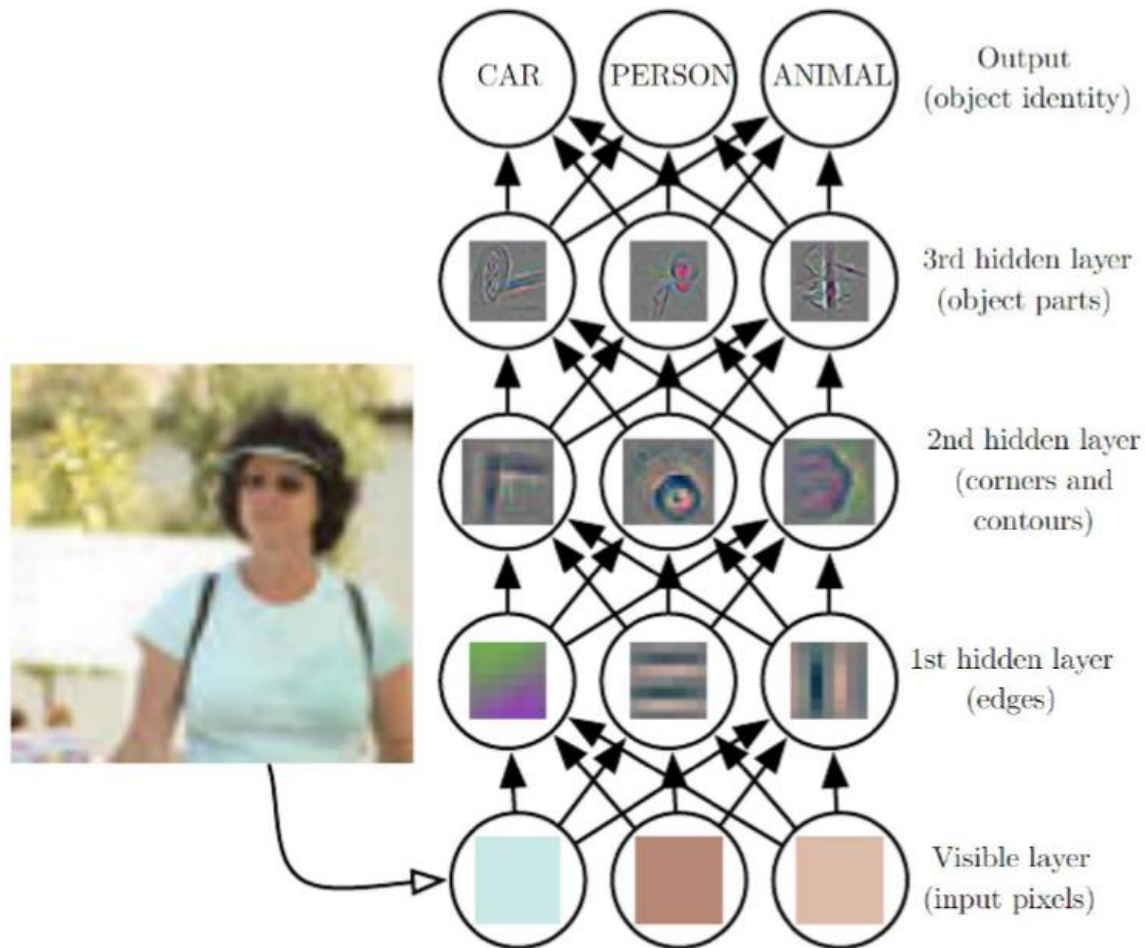 CAR
PERSON
ANIMAL
Output
(object identity)
3rd hidden layer
(object parts)
2nd hidden layer
(corners and
contours)
1st hidden layer
(edges)
Visible layer
(input pixels)